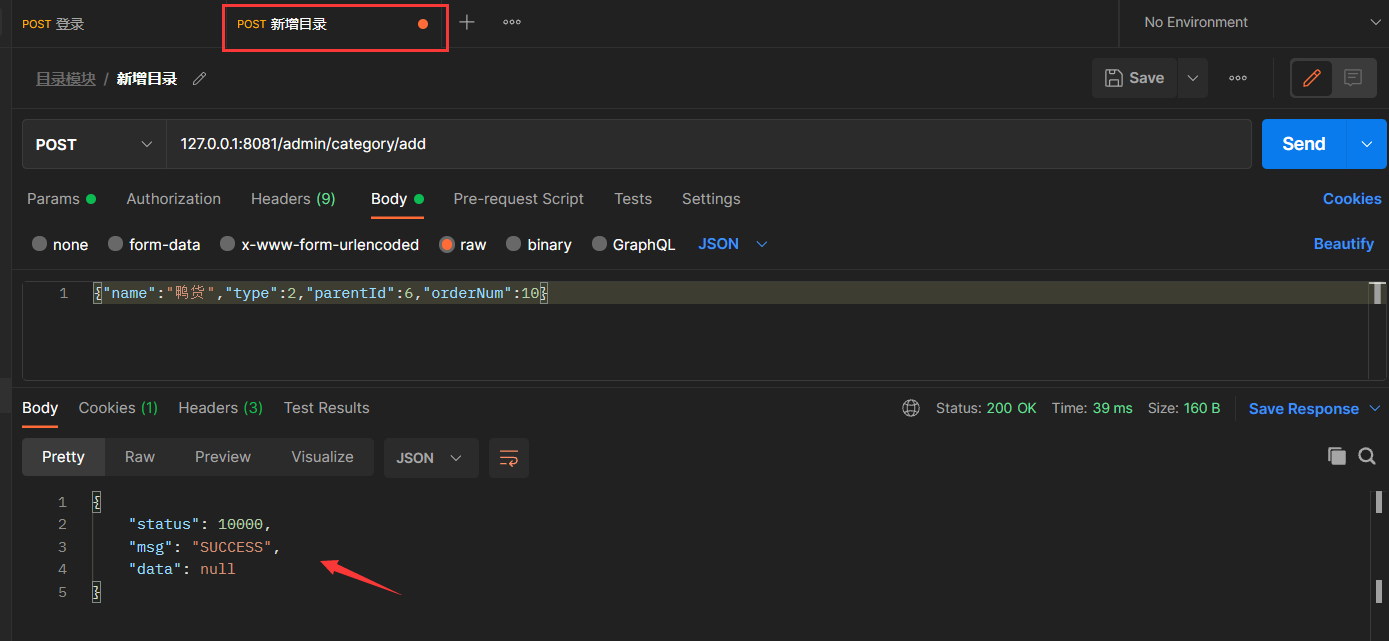 POST 登录 POST 新增目录 No Environment
目录模块 / 新增目录 Save
POST 127.0.0.1:8081/admin/category/add Send
Params Authorization Headers (9) Body Pre-request Script Tests Settings Cookies
none form-data x-www-form-urlencoded raw binary GraphQL JSON Beautify
1 {"name":"鸭货","type":2,"parentId":6,"orderNum":10}
Body Cookies (1) Headers (3) Test Results Status: 200 OK Time: 39 ms Size: 160 B Save Response
Pretty Raw Preview Visualize JSON
1 {
2 "status": 10000,
3 "msg": "SUCCESS",
4 "data": null
5 }